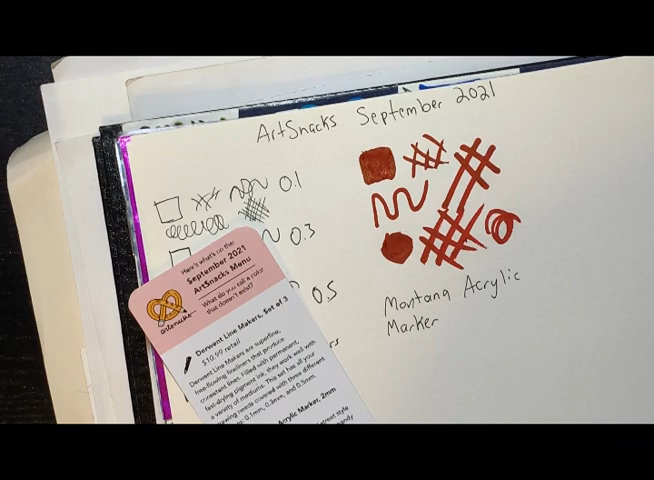 ArtSnacks September 2021
0.1
0.3
0.5
Montana Acrylic
Marker
Here's what's on the:
September 2021
ArtSnacks Menu
What do you call a color
that doesn't exist?
artsnacks
Derwent Line Makers, Set of 3
$10.99 retail
Derwent Line Makers are superfine,
free-flowing fineliners that produce
consistent lines. Filled with permanent,
fast-drying pigment ink, they work well with
a variety of mediums. This set has all your
drawing needs covered with three different
0.1mm, 0.3mm, and 0.5mm.
Acrylic Marker, 2mm
street style
handy